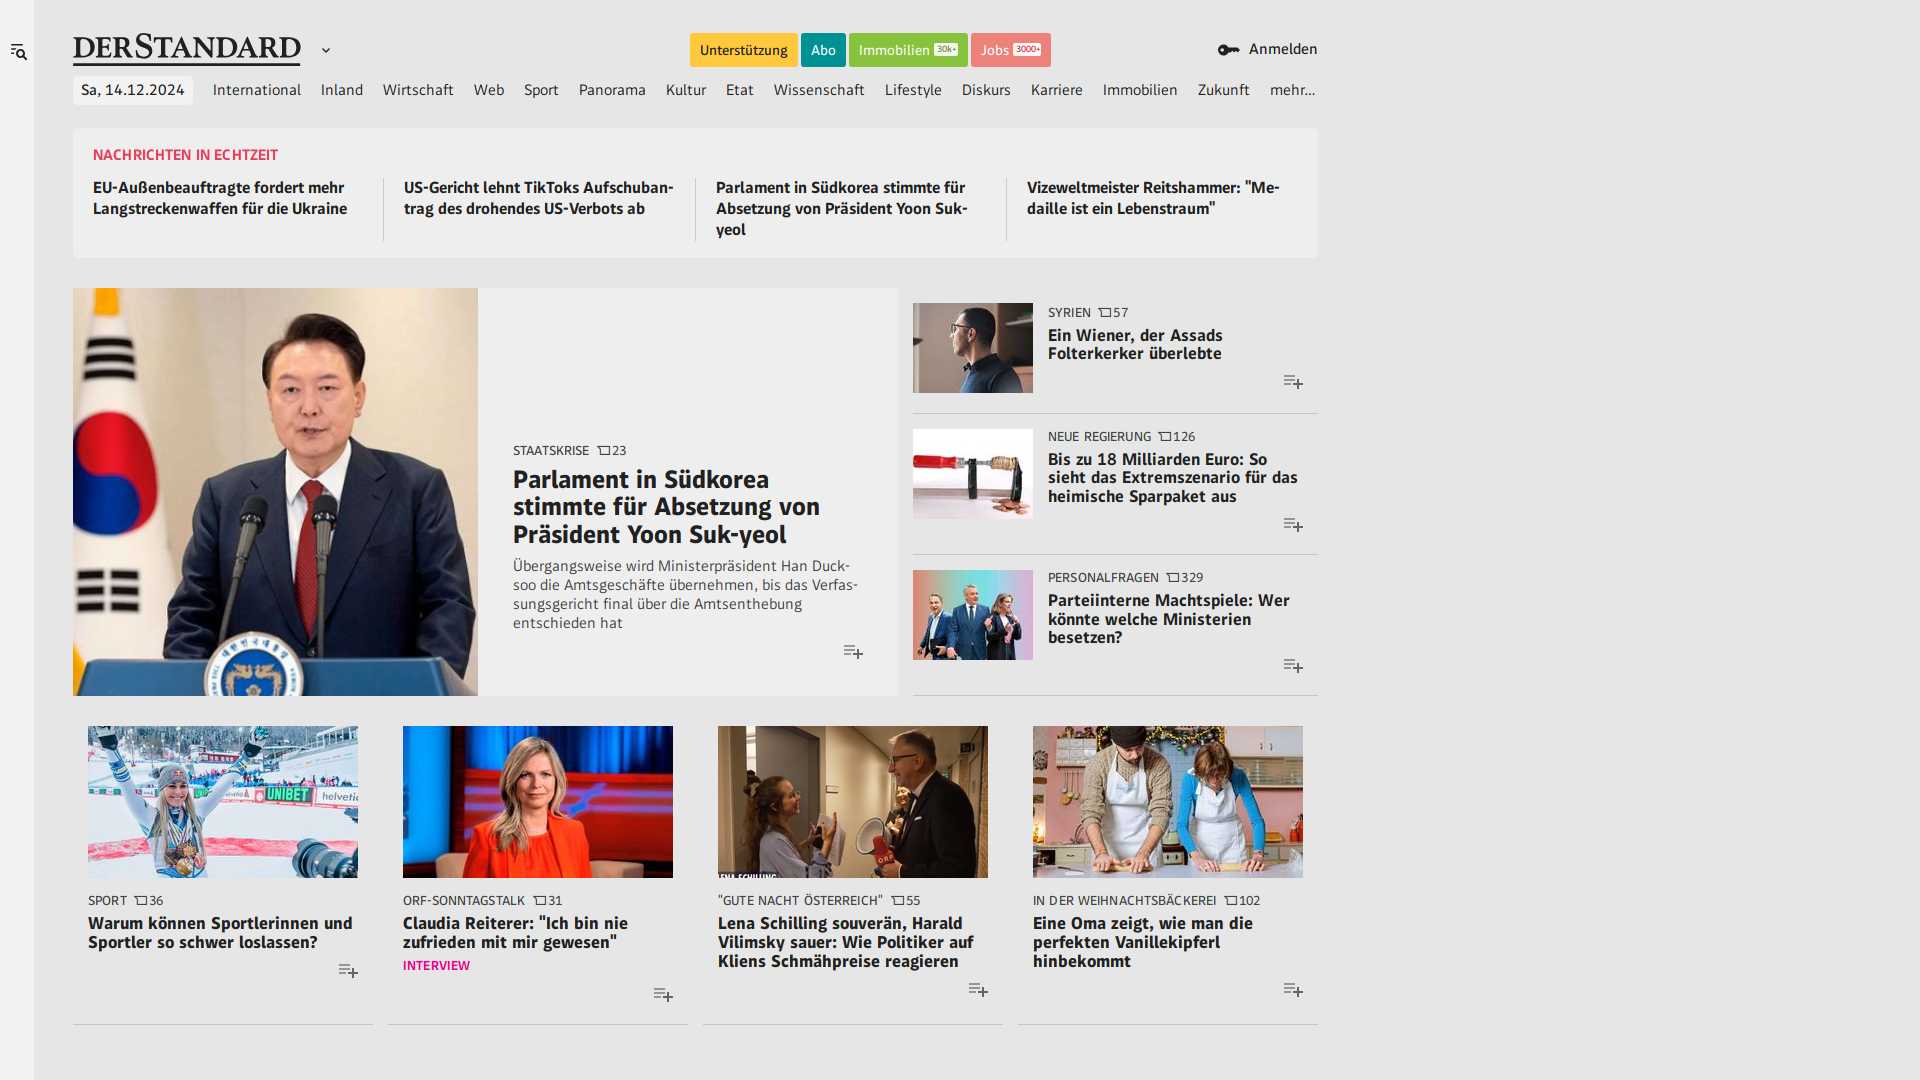 DERSTANDARD
Unterstützung
Abo
Immobilien 30k+
Jobs 3000+
Anmelden
Sa, 14.12.2024
International
Inland
Wirtschaft
Web
Sport
Panorama
Kultur
Etat
Wissenschaft
Lifestyle
Diskurs
Karriere
Immobilien
Zukunft
mehr...
NACHRICHTEN IN ECHTZEIT
EU-Außenbeauftragte fordert mehr
Langstreckenwaffen für die Ukraine
US-Gericht lehnt TikToks Aufschuban-
trag des drohendes US-Verbots ab
Parlament in Südkorea stimmte für
Absetzung von Präsident Yoon Suk-
yeol
Vizeweltmeister Reitshammer: "Me-
daille ist ein Lebenstraum"
STAATSKRISE 23
Parlament in Südkorea
stimmte für Absetzung von
Präsident Yoon Suk-yeol
Übergangsweise wird Ministerpräsident Han Duck-
soo die Amtsgeschäfte übernehmen, bis das Verfas-
sungsgericht final über die Amtsenthebung
entschieden hat
SYRIEN 57
Ein Wiener, der Assads
Folterkerker überlebte
NEUE REGIERUNG 126
Bis zu 18 Milliarden Euro: So
sieht das Extremszenario für das
heimische Sparpaket aus
PERSONALFRAGEN 329
Parteiinterne Machtspiele: Wer
könnte welche Ministerien
besetzen?
UNIBET
helvetic
SPORT 36
Warum können Sportlerinnen und
Sportler so schwer loslassen?
ORF-SONNTAGSTALK 31
Claudia Reiterer: "Ich bin nie
zufrieden mit mir gewesen"
INTERVIEW
ORF
"GUTE NACHT ÖSTERREICH" 55
Lena Schilling souverän, Harald
Vilimsky sauer: Wie Politiker auf
Kliens Schmähpreise reagieren
IN DER WEIHNACHTSBÄCKEREI 102
Eine Oma zeigt, wie man die
perfekten Vanillekipferl
hinbekommt